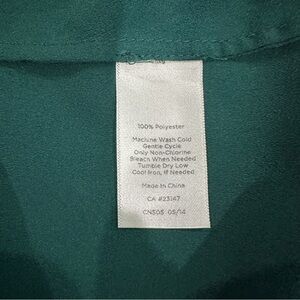 100% Polyester
Machine Wash Cold
Gentle Cycle
Only Non-Chlorine
Bleach When Needed
Tumble Dry Low
Cool Iron, If Needed
Made In China
CA #23147
CN505 05/14